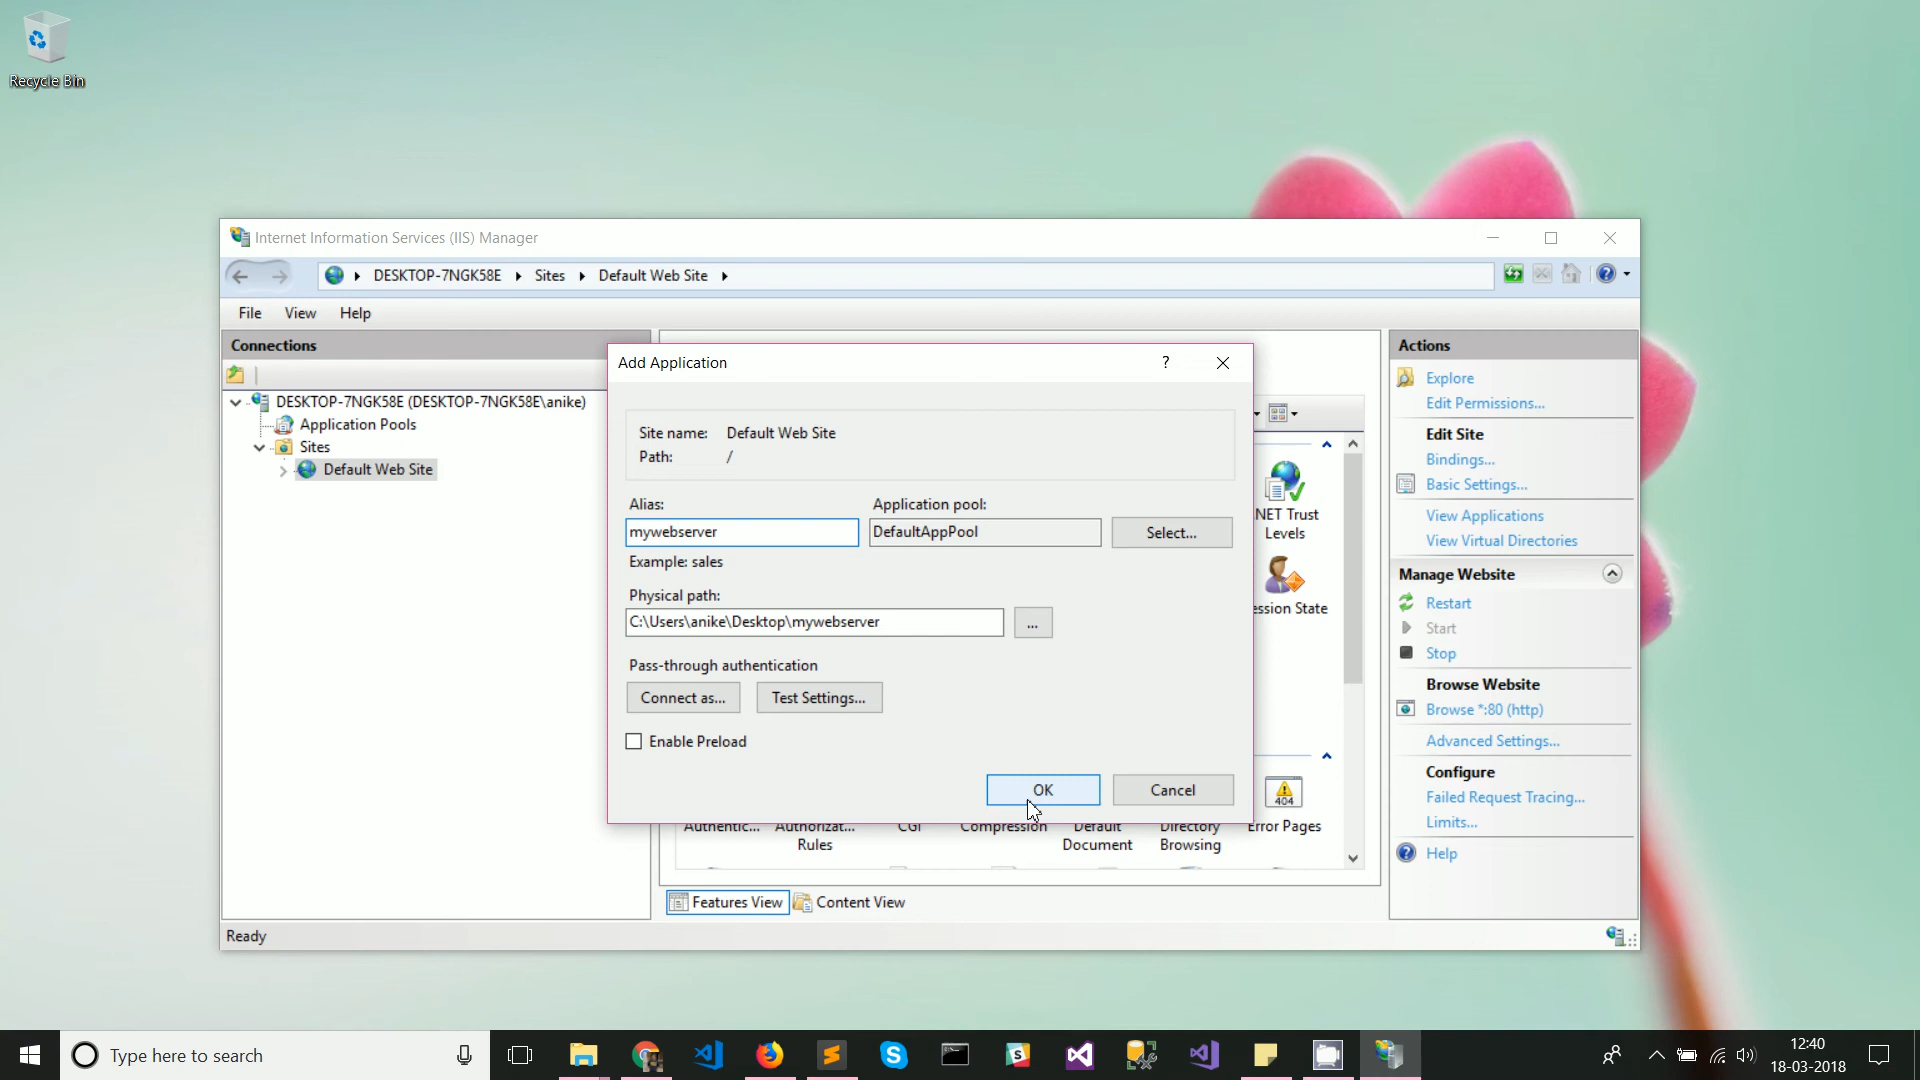 Recycle Bin
Internet Information Services (IIS) Manager
DESKTOP-7NGK58E Sites Default Web Site
File View Help
Connections
DESKTOP-7NGK58E (DESKTOP-7NGK58E\anike)
Application Pools
Sites
Default Web Site
Add Application
?
Site name: Default Web Site
Path: /
Alias: Application pool:
mywebserver DefaultAppPool Select...
Example: sales
Physical path:
C:\Users\anike\Desktop\mywebserver ...
Pass-through authentication
Connect as... Test Settings...
Enable Preload
OK Cancel
.NET Trust
Levels
Session State
404
Authentic... Authorizat...
Rules
CGI Compression Default
Document
Directory
Browsing
Error Pages
Features View Content View
Actions
Explore
Edit Permissions...
Edit Site
Bindings...
Basic Settings...
View Applications
View Virtual Directories
Manage Website
Restart
Start
Stop
Browse Website
Browse *:80 (http)
Advanced Settings...
Configure
Failed Request Tracing...
Limits...
Help
Ready
Type here to search
12:40
18-03-2018